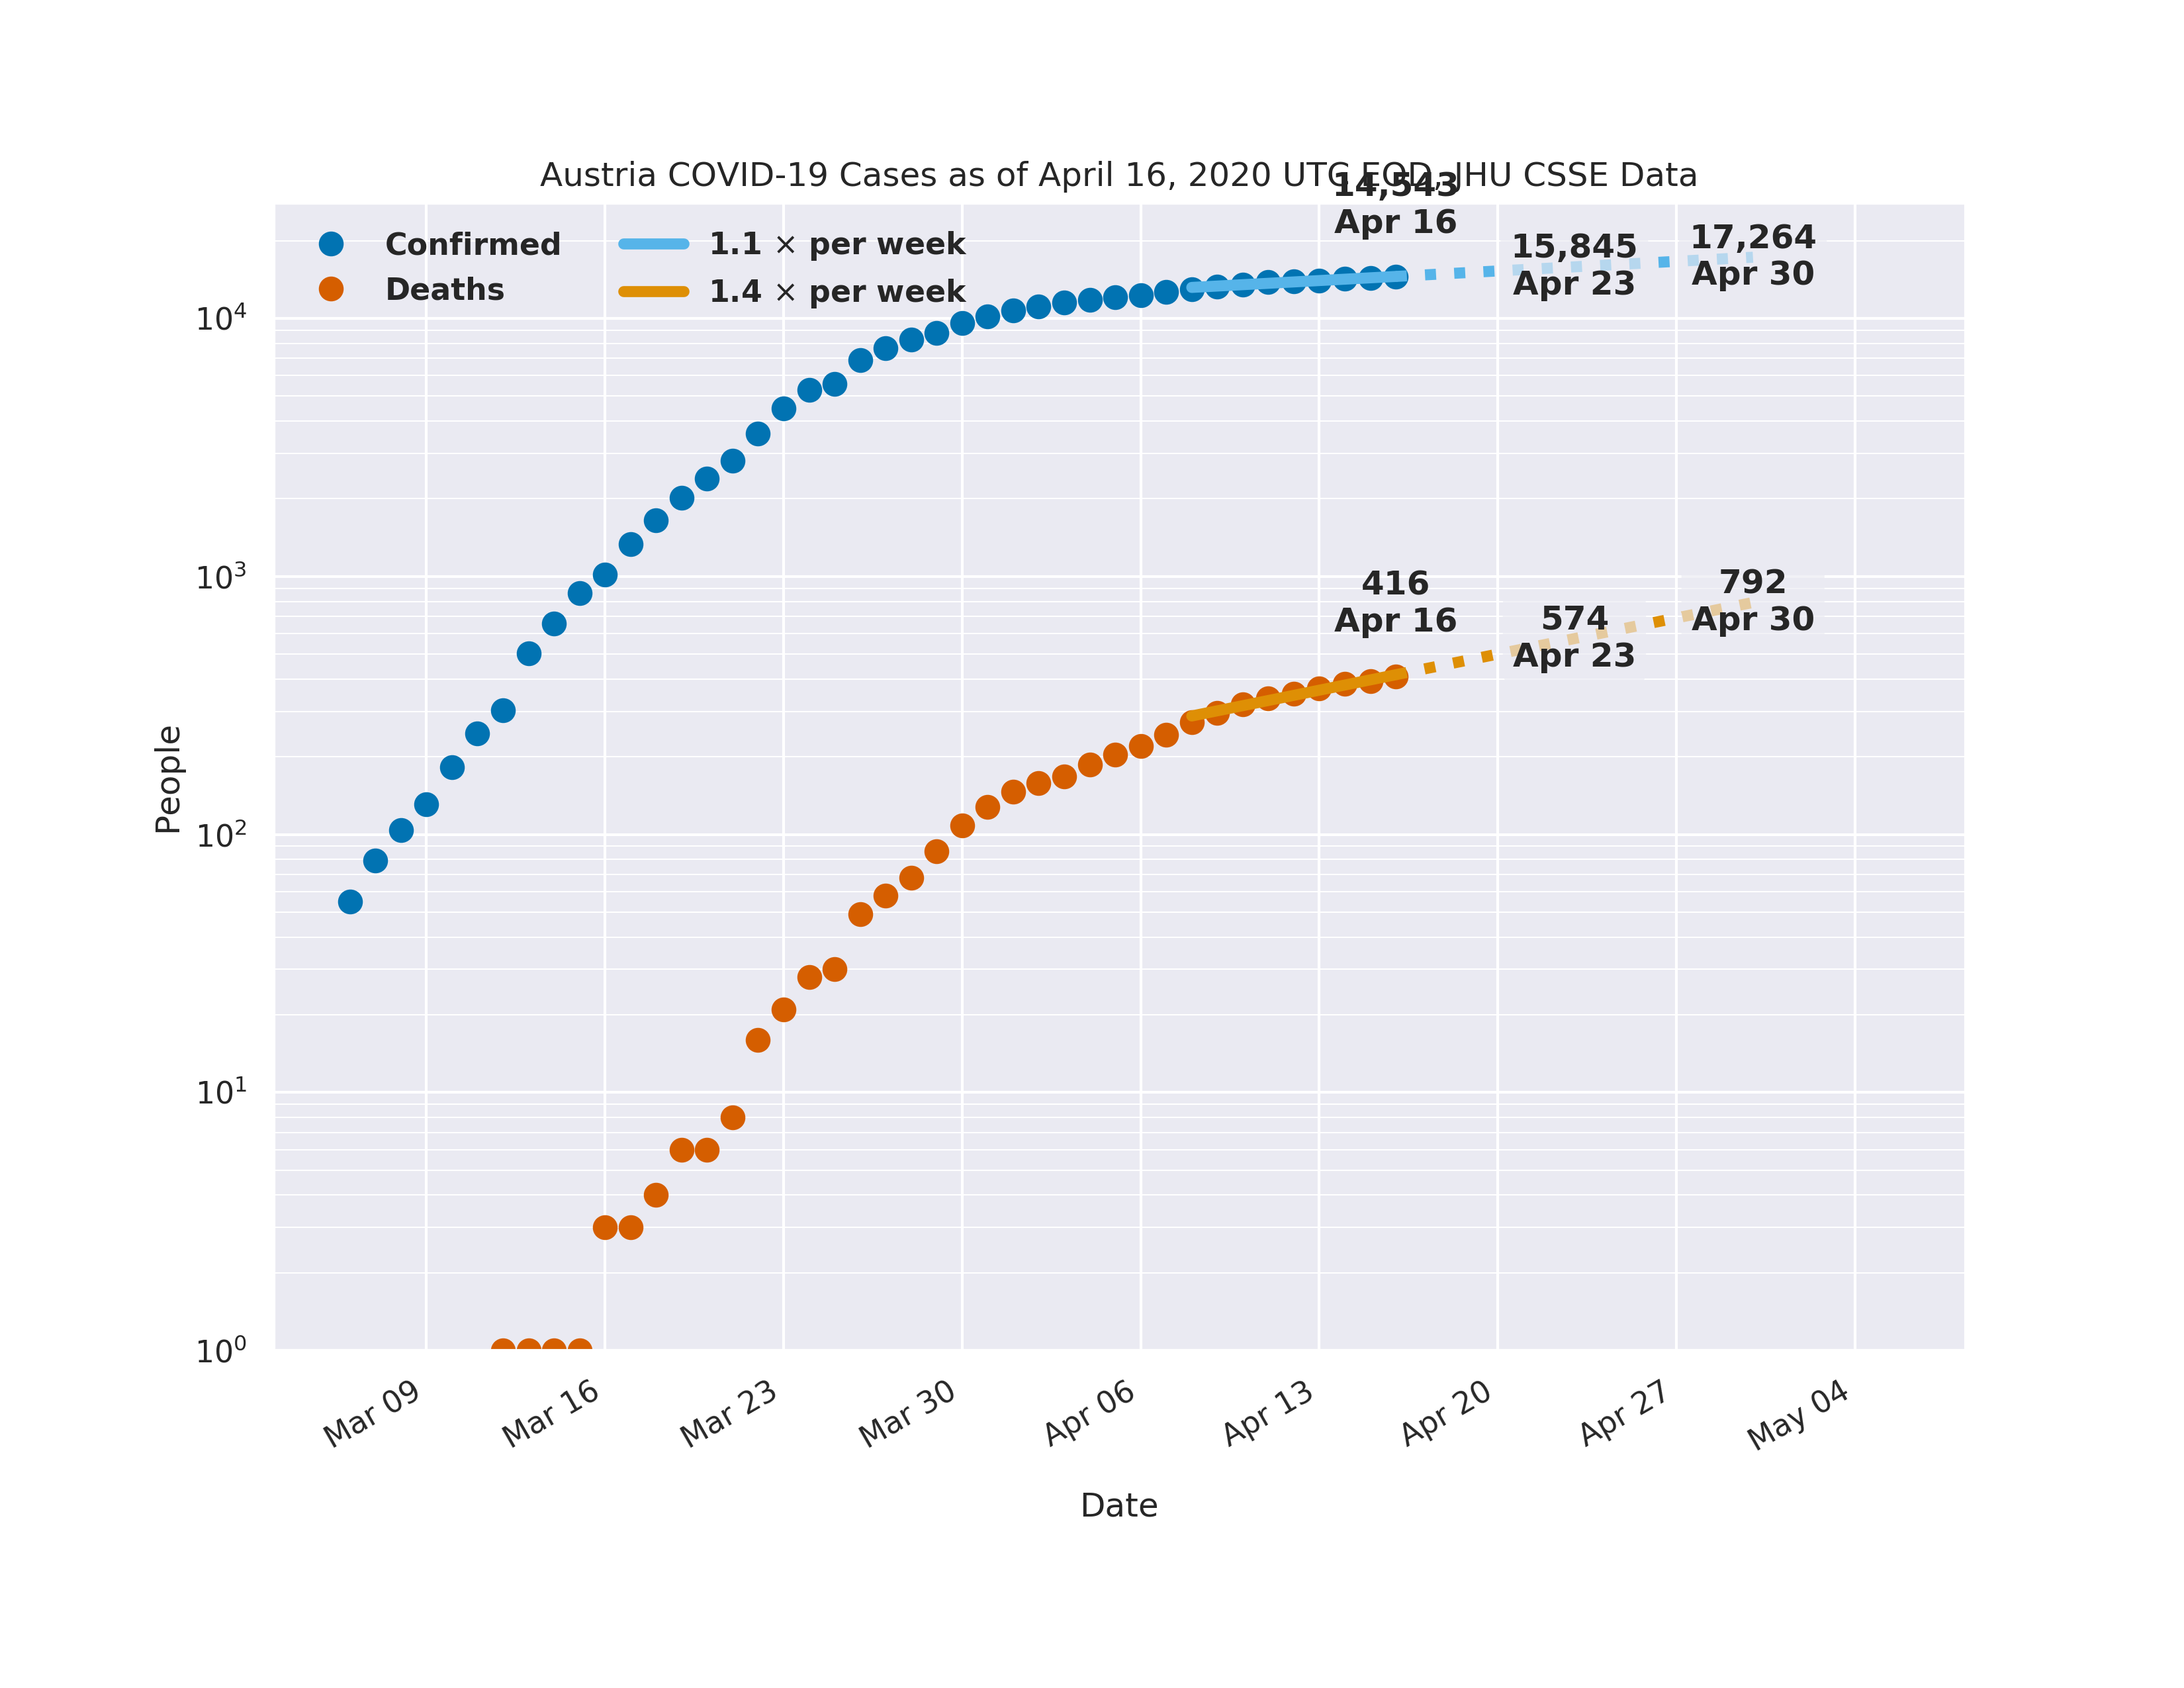 Austria COVID-19 Cases as of April 16, 2020 UTC EOD, JHU CSSE Data
14,543
Apr 16
15,845
Apr 23
17,264
Apr 30
Confirmed
Deaths
1.1 × per week
1.4 × per week
416
Apr 16
574
Apr 23
792
Apr 30
People
10⁴
10³
10²
10¹
10⁰
Mar 09
Mar 16
Mar 23
Mar 30
Apr 06
Apr 13
Apr 20
Apr 27
May 04
Date